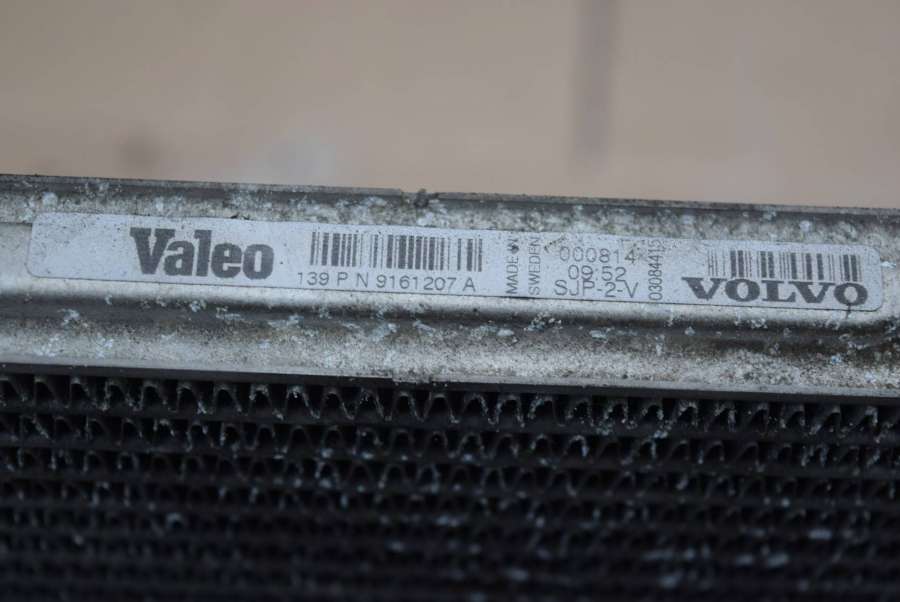 Valeo
139 P N 9161207 A
MADE IN
SWEDEN
000814
09:52
SJP-2-V
03084415
VOLVO